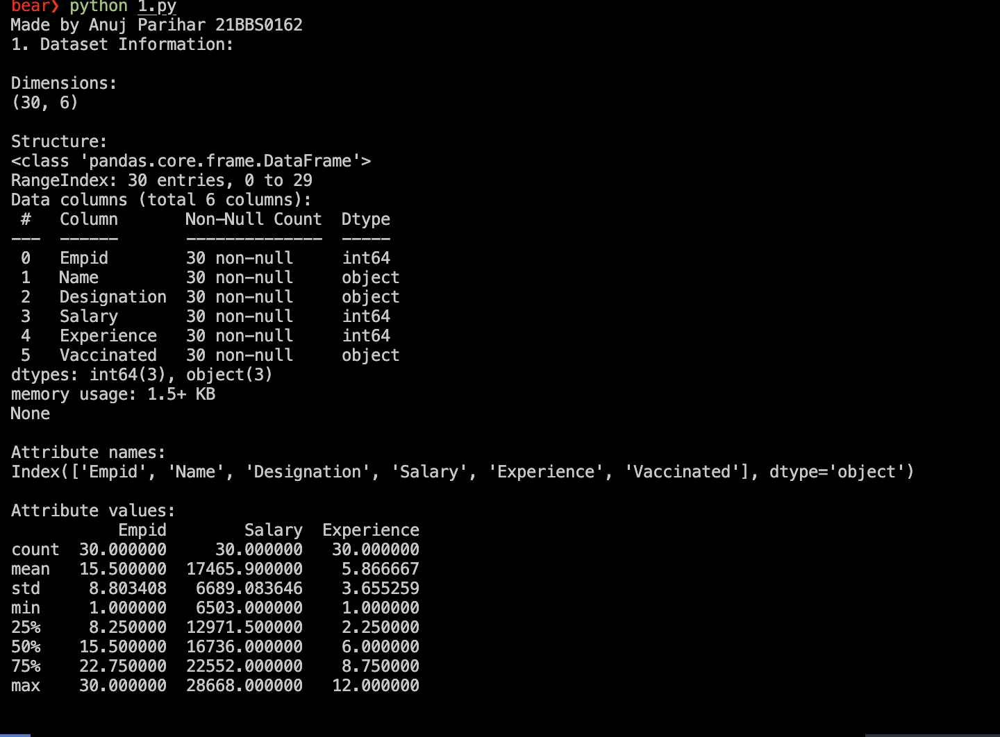 bear❯ python 1.py
Made by Anuj Parihar 21BBS0162
1. Dataset Information:
Dimensions:
(30, 6)
Structure:
<class 'pandas.core.frame.DataFrame'>
RangeIndex: 30 entries, 0 to 29
Data columns (total 6 columns):
 #   Column       Non-Null Count  Dtype
---  ------       --------------  -----
 0   Empid        30 non-null     int64
 1   Name         30 non-null     object
 2   Designation  30 non-null     object
 3   Salary       30 non-null     int64
 4   Experience   30 non-null     int64
 5   Vaccinated   30 non-null     object
dtypes: int64(3), object(3)
memory usage: 1.5+ KB
None
Attribute names:
Index(['Empid', 'Name', 'Designation', 'Salary', 'Experience', 'Vaccinated'], dtype='object')
Attribute values:
           Empid        Salary  Experience
count  30.000000     30.000000   30.000000
mean   15.500000  17465.900000    5.866667
std     8.803408   6689.083646    3.655259
min     1.000000   6503.000000    1.000000
25%     8.250000  12971.500000    2.250000
50%    15.500000  16736.000000    6.000000
75%    22.750000  22552.000000    8.750000
max    30.000000  28668.000000   12.000000